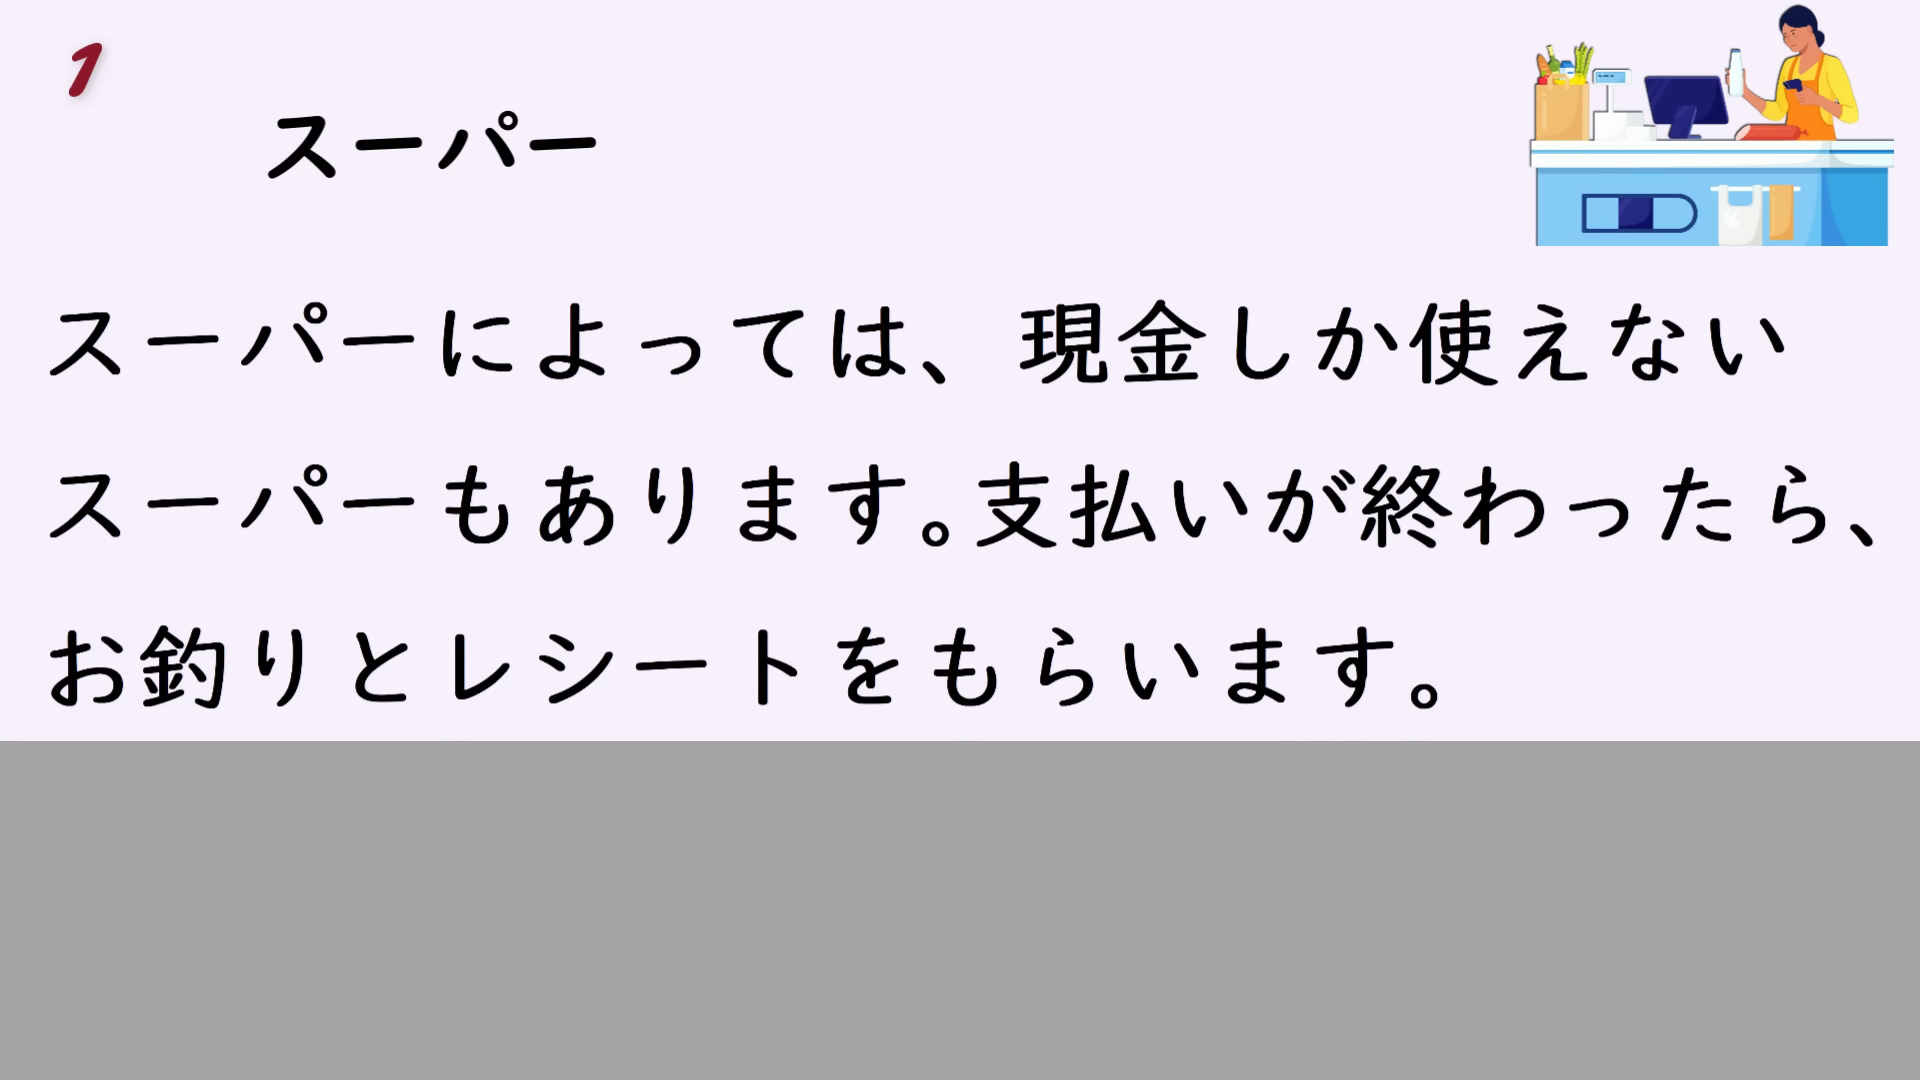 1
スーパー
スーパーによっては、現金しか使えない
スーパーもあります。支払いが終わったら、
お釣りとレシートをもらいます。